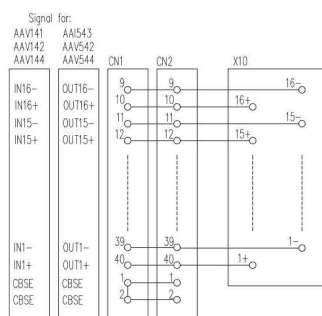 Signal for:
AAV141 AAI543
AAV142 AAV542
AAV144 AAV544 CN1 CN2 X10
IN16- OUT16- 9 9 16-
IN16+ OUT16+ 10 10 16+
IN15- OUT15- 11 11 15-
IN15+ OUT15+ 12 12 15+
IN1- OUT1- 39 39 1-
IN1+ OUT1+ 40 40 1+
CBSE CBSE 1 1
CBSE CBSE 2 2